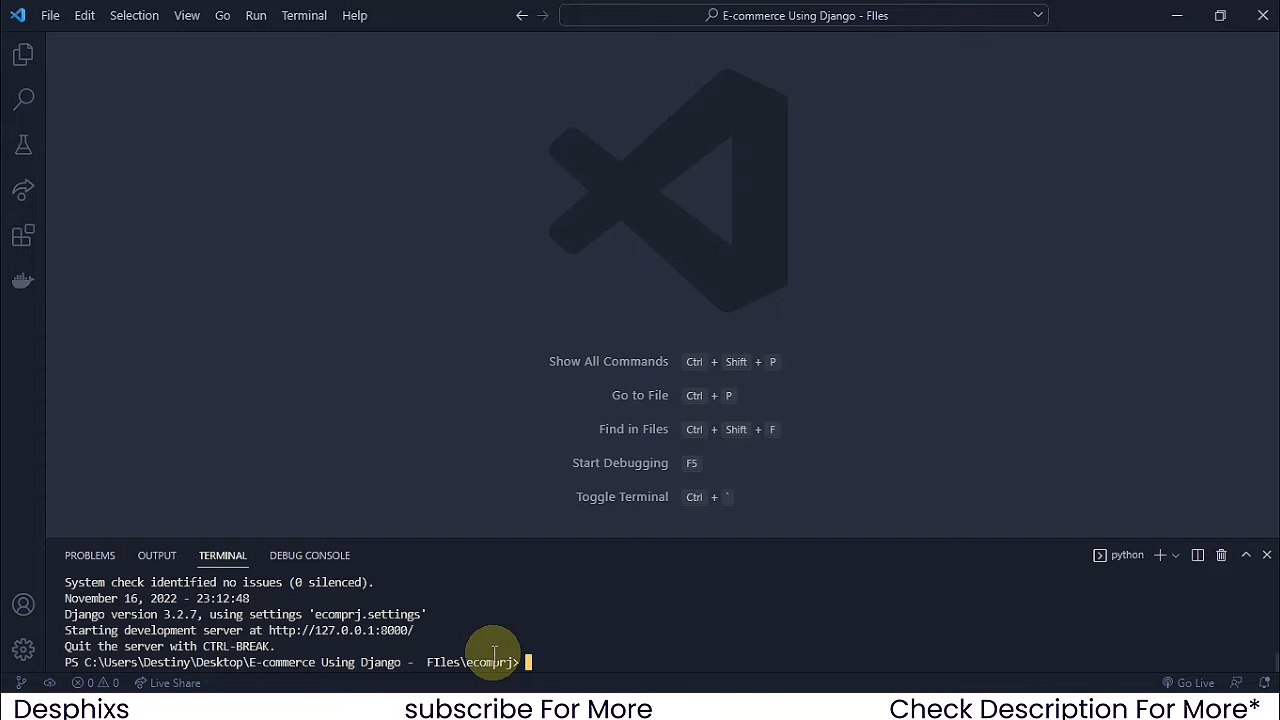 File Edit Selection View Go Run Terminal Help
E-commerce Using Django - FIles
Show All Commands Ctrl + Shift + P
Go to File Ctrl + P
Find in Files Ctrl + Shift + F
Start Debugging F5
Toggle Terminal Ctrl + `
PROBLEMS OUTPUT TERMINAL DEBUG CONSOLE python
System check identified no issues (0 silenced).
November 16, 2022 - 23:12:48
Django version 3.2.7, using settings 'ecomprj.settings'
Starting development server at http://127.0.0.1:8000/
Quit the server with CTRL-BREAK.
PS C:\Users\Destiny\Desktop\E-commerce Using Django -  FIles\ecomprj>
0 0 Live Share Go Live
Desphixs subscribe For More Check Description For More*